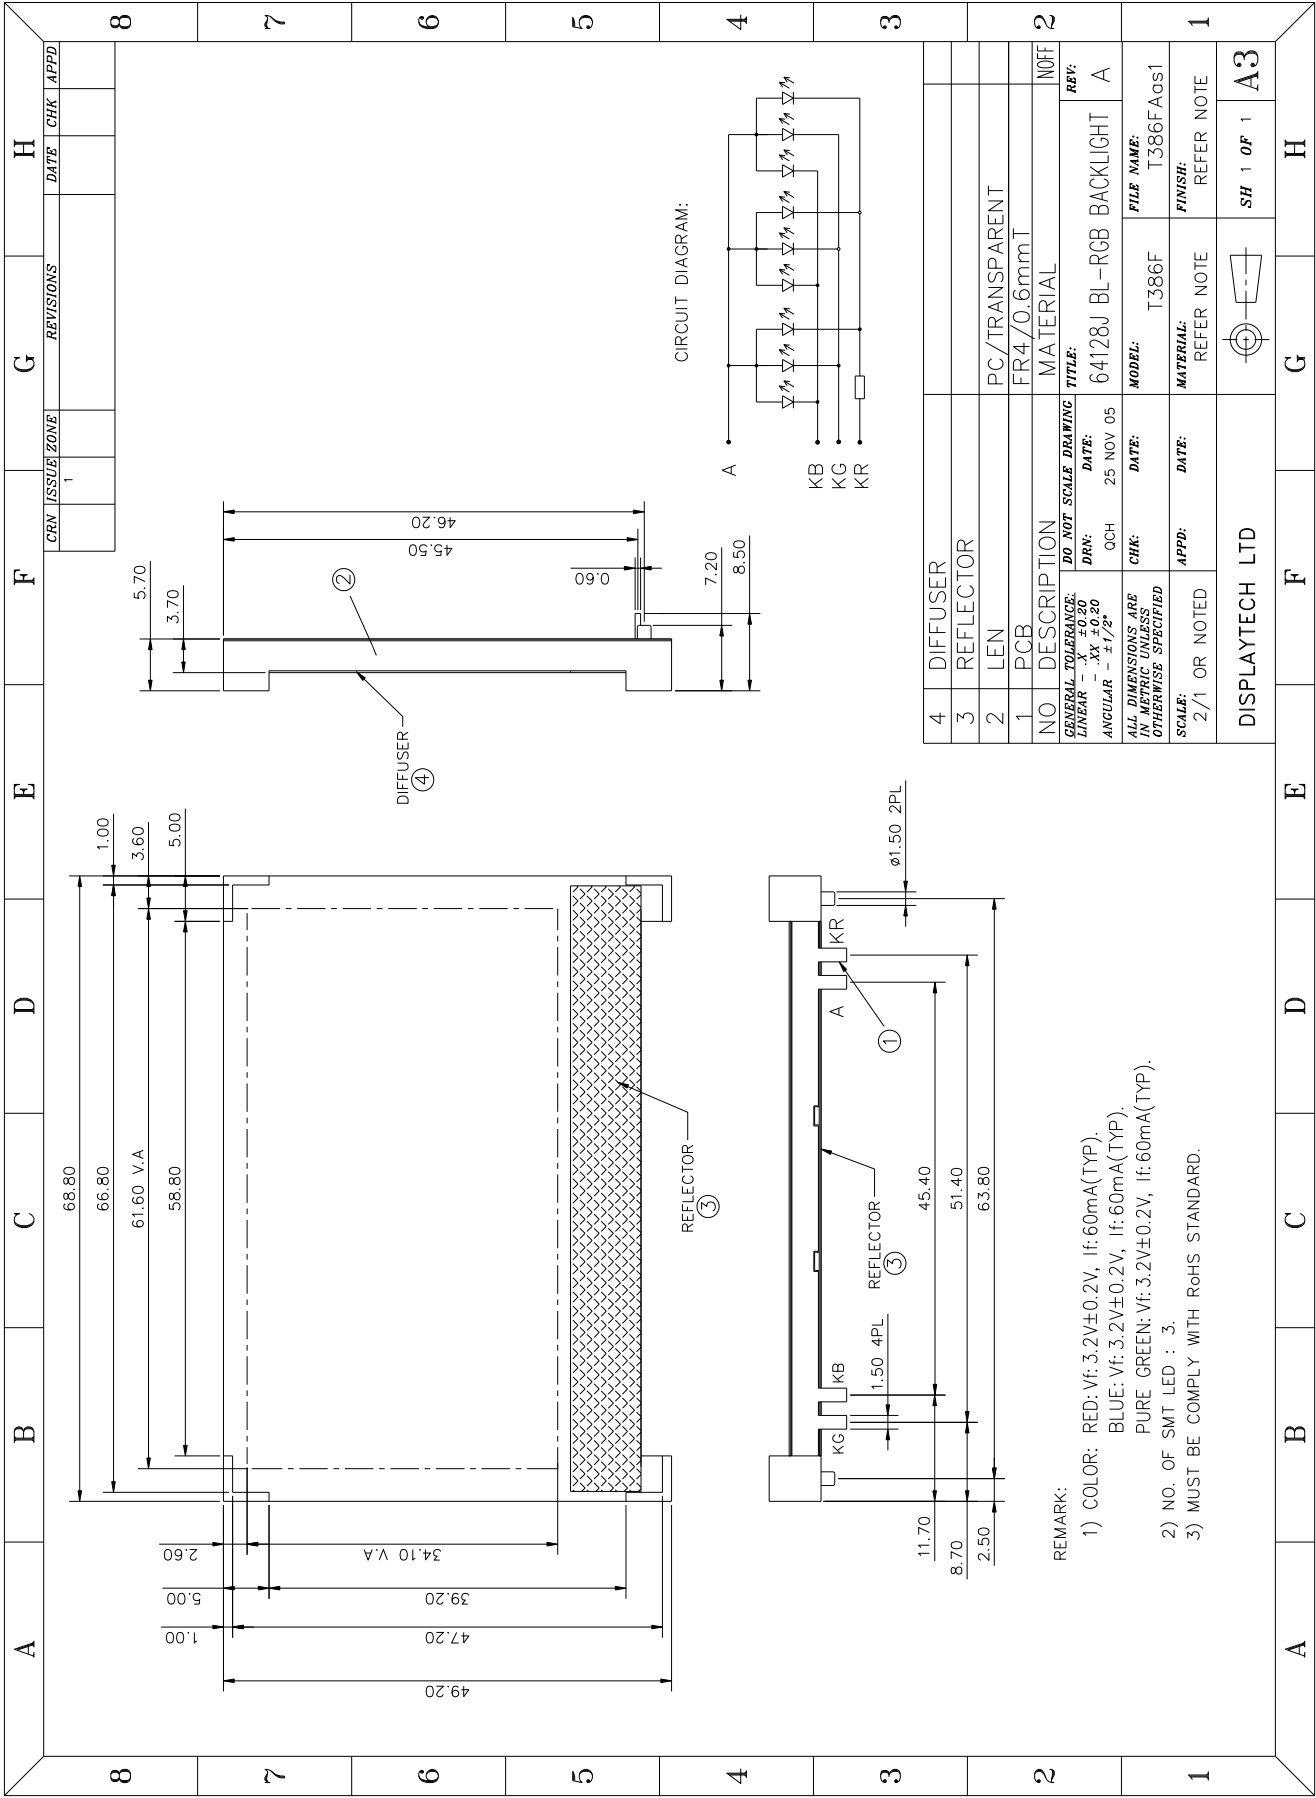 A B C D E F G H
8 7 6 5 4 3 2 1
CRN ISSUE ZONE REVISIONS DATE CHK APPD
1
68.80
66.80
61.60 V.A
58.80
1.00
3.60
5.00
2.60
34.10 V.A
5.00
39.20
1.00
47.20
49.20
REFLECTOR
3
5.70
3.70
2
DIFFUSER
4
45.50
46.20
0.60
7.20
8.50
CIRCUIT DIAGRAM:
A
KB
KG
KR
KG KB A KR
1.50 4PL
REFLECTOR
3
1
ø1.50 2PL
11.70 45.40
8.70 51.40
2.50 63.80
REMARK:
1) COLOR: RED: Vf: 3.2V±0.2V, If: 60mA(TYP).
BLUE: Vf: 3.2V±0.2V, If: 60mA(TYP).
PURE GREEN: Vf: 3.2V±0.2V, If: 60mA(TYP).
2) NO. OF SMT LED : 3.
3) MUST BE COMPLY WITH RoHS STANDARD.
4 DIFFUSER
3 REFLECTOR
2 LEN PC/TRANSPARENT
1 PCB FR4/0.6mmT
NO DESCRIPTION MATERIAL NOFF
GENERAL TOLERANCE:
LINEAR - .X ±0.20
- .XX ±0.20
ANGULAR - ±1/2°
DO NOT SCALE DRAWING
DRN: DATE:
QCH 25 NOV 05
TITLE:
64128J BL-RGB BACKLIGHT
REV:
A
ALL DIMENSIONS ARE
IN METRIC UNLESS
OTHERWISE SPECIFIED
CHK: DATE:
MODEL:
T386F
FILE NAME:
T386FAas1
SCALE:
2/1 OR NOTED
APPD: DATE:
MATERIAL:
REFER NOTE
FINISH:
REFER NOTE
DISPLAYTECH LTD
SH 1 OF 1
A3
8 7 6 5 4 3 2 1
A B C D E F G H